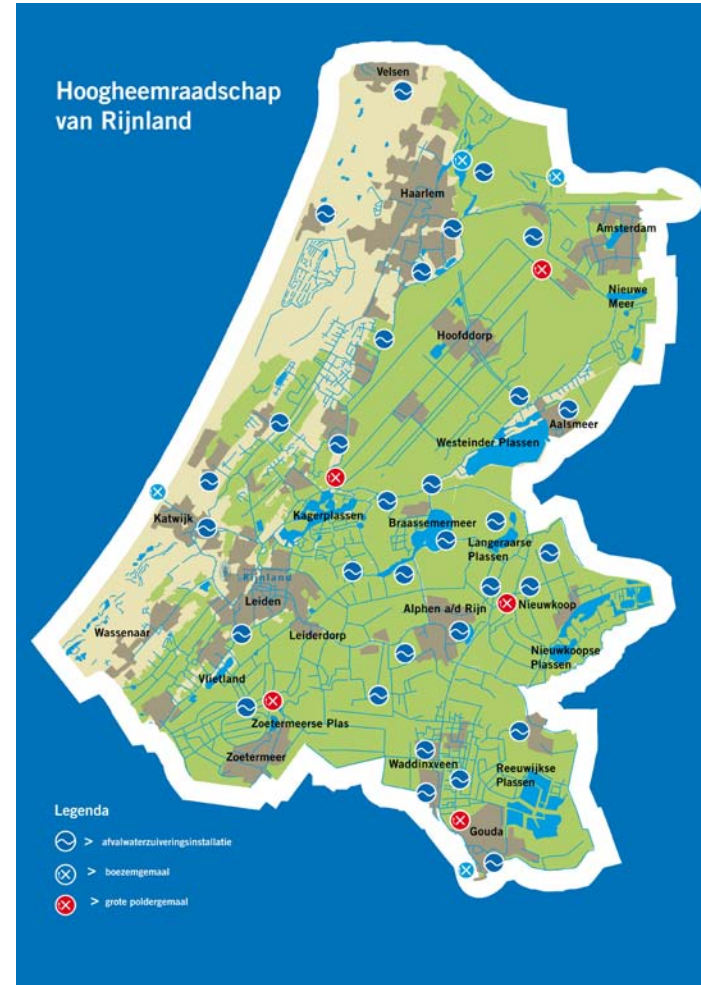 Hoogheemraadschap
van Rijnland
Velsen
Haarlem
Amsterdam
Nieuwe
Meer
Hoofddorp
Aalsmeer
Westeinder Plassen
Katwijk
Kagerplassen
Braassemermeer
Langeraarse
Plassen
Rijnland
Leiden
Alphen a/d Rijn
Nieuwkoop
Wassenaar
Leiderdorp
Nieuwkoopse
Plassen
Vlietland
Zoetermeerse Plas
Zoetermeer
Waddinxveen
Reeuwijkse
Plassen
Gouda
Legenda
> afvalwaterzuiveringsinstallatie
> boezemgemaal
> grote poldergemaal